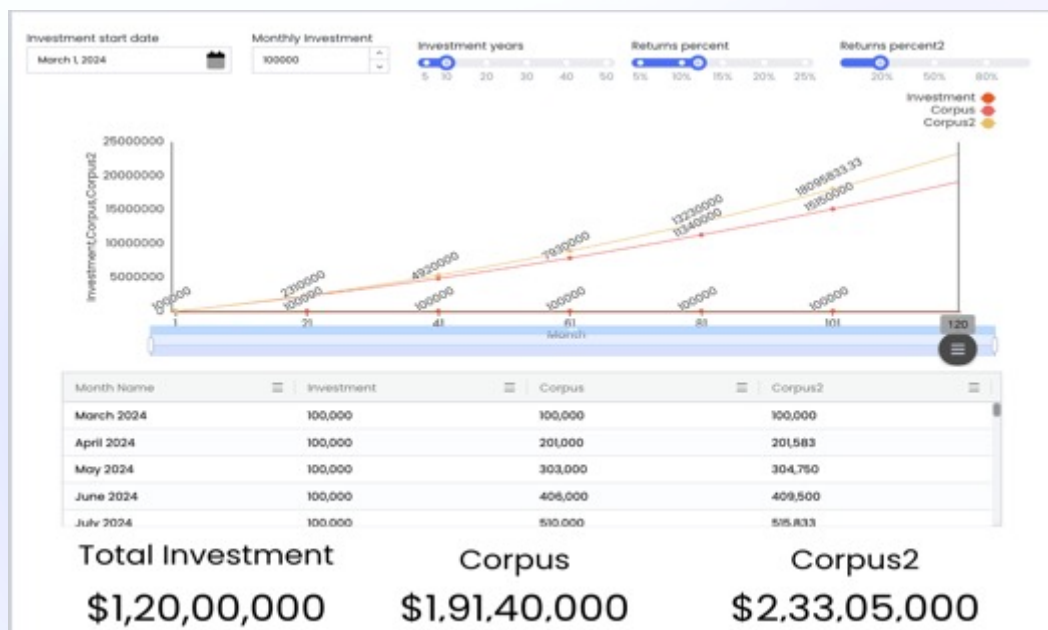 Investment start date
March 1, 2024
Monthly Investment
100000
Investment years
5 10 20 30 40 50
Returns percent
5% 10% 15% 20% 25%
Returns percent2
20% 50% 80%
Investment
Corpus
Corpus2
Investment,Corpus,Corpus2
25000000
20000000
15000000
10000000
5000000
0
100000
2310000
100000
4920000
100000
7930000
100000
13230000
11340000
100000
18095833.33
15150000
100000
1 21 41 61 81 101 120
Month
Month Name Investment Corpus Corpus2
March 2024 100,000 100,000 100,000
April 2024 100,000 201,000 201,583
May 2024 100,000 303,000 304,750
June 2024 100,000 406,000 409,500
July 2024 100,000 510,000 515,833
Total Investment
$1,20,00,000
Corpus
$1,91,40,000
Corpus2
$2,33,05,000